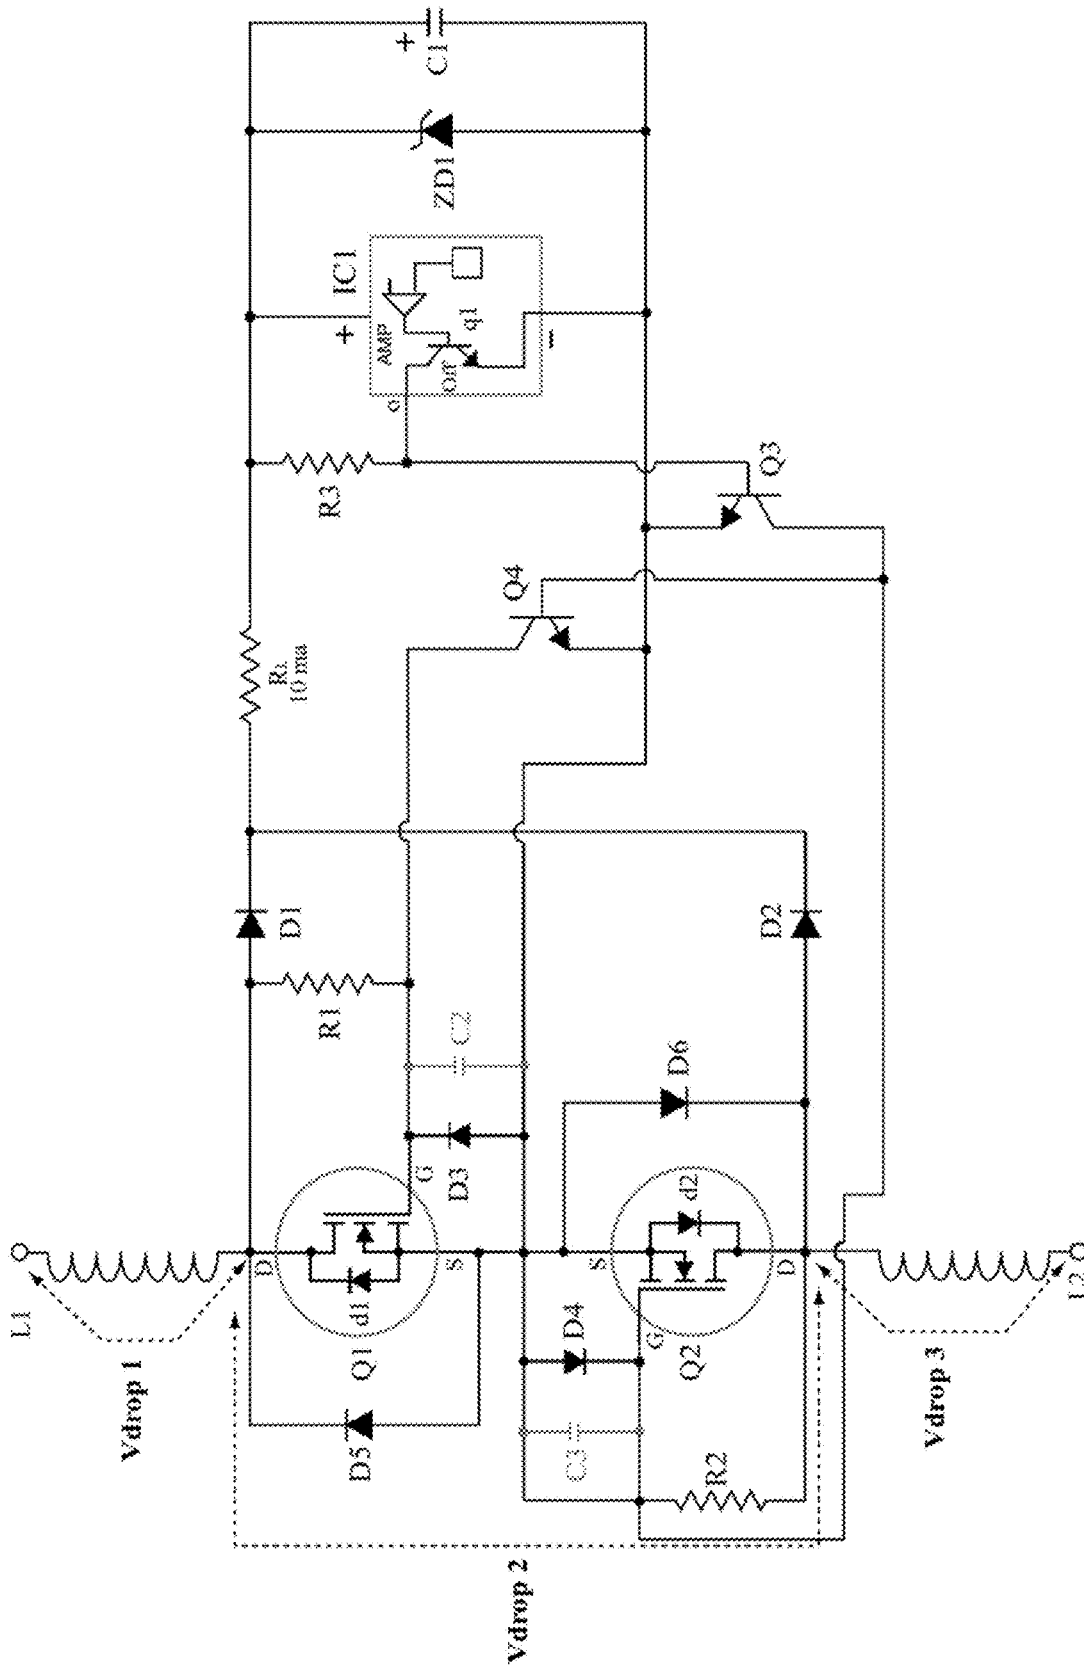 C1
+
ZD1
IC1
+
AMP
q1
Off
o
-
R3
Q3
Q4
R1
10 ma
D1
D2
R1
C2
D6
D3
G
D
S
d1
Q1
S
D
d2
G
Q2
D4
D5
C3
R2
L1
L2
Vdrop 1
Vdrop 2
Vdrop 3